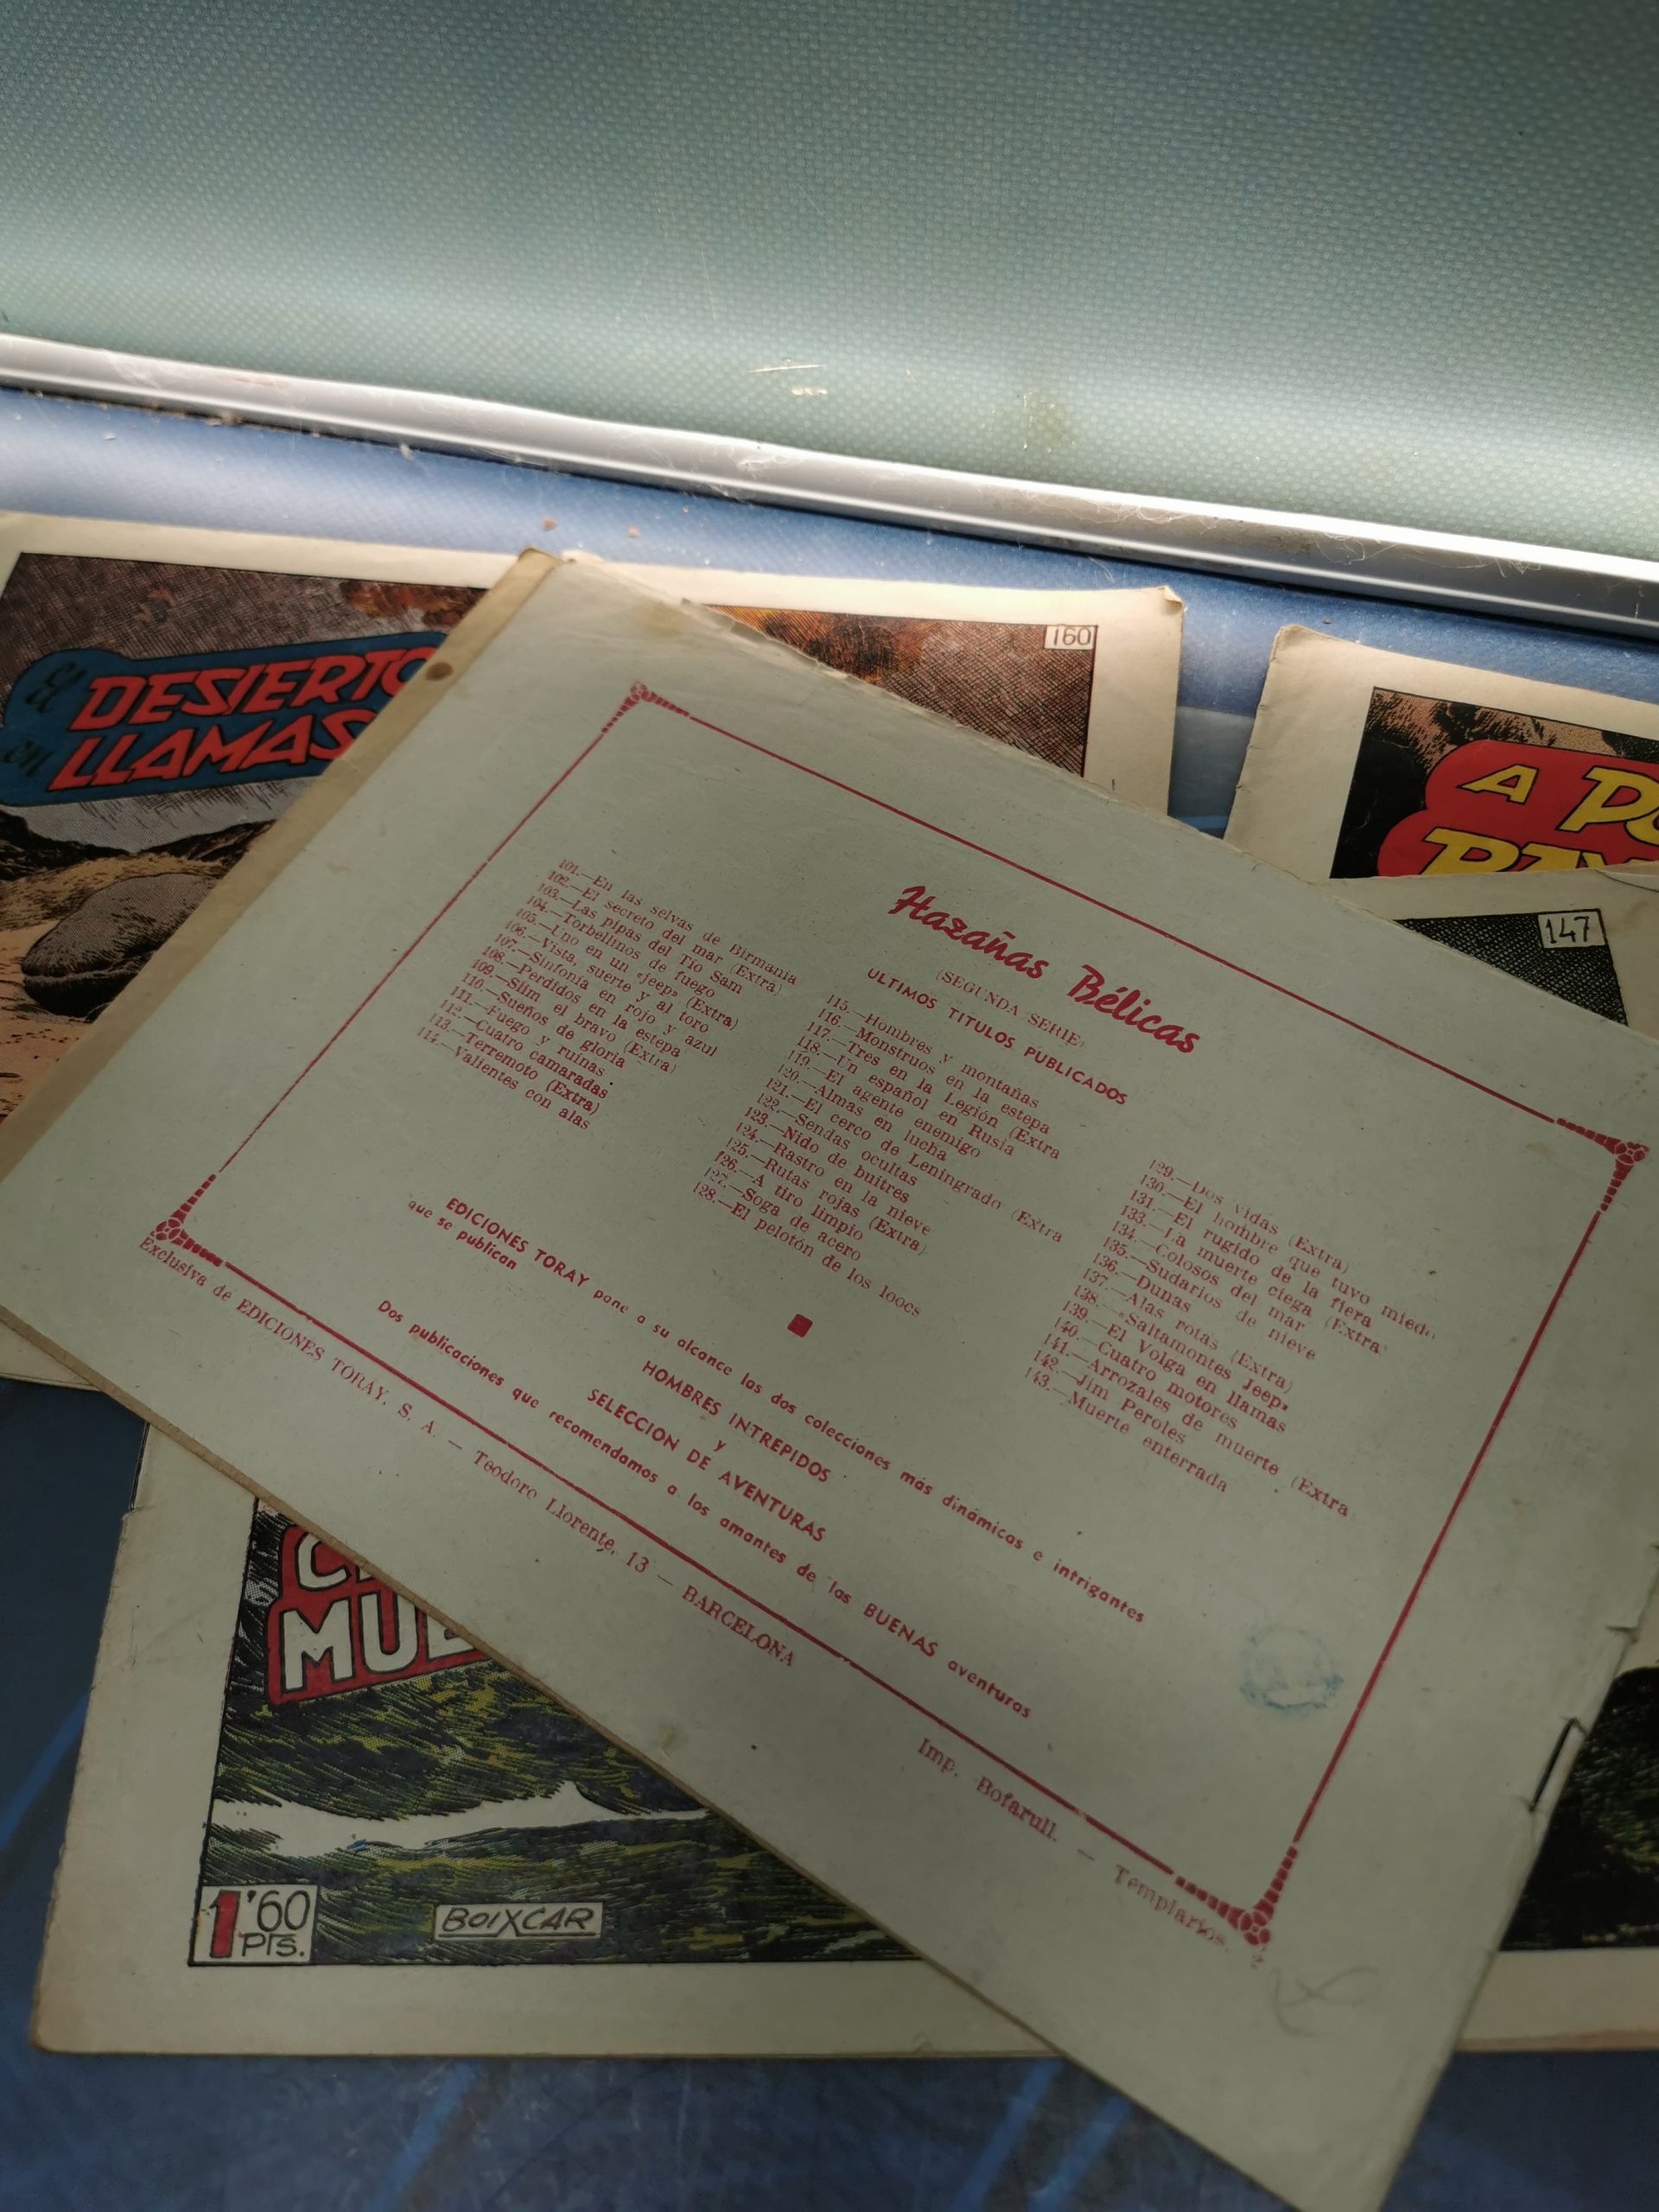 El
DESIERTO
en
LLAMAS
160
A
147
Hazañas Bélicas
(SEGUNDA SERIE)
ULTIMOS TITULOS PUBLICADOS
101.—En las selvas de Birmania
102.—El secreto del mar (Extra)
103.—Las pipas del Tío Sam
104.—Torbellinos de fuego
105.—Uno en un «jeep» (Extra)
106.—Vista, suerte y al toro
107.—Sinfonía en rojo y azul
108.—Perdidos en la estepa
109.—Slim el bravo (Extra)
110.—Sueños de gloria
111.—Fuego y ruínas
112.—Cuatro camaradas
113.—Terremoto (Extra)
114.—Valientes con alas
115.—Hombres y montañas
116.—Monstruos en la estepa
117.—Tres en la Legión (Extra
118.—Un español en Rusia
119.—El agente enemigo
120.—Almas en lucha
121.—El cerco de Leningrado (Extra
122.—Sendas ocultas
123.—Nido de buitres
124.—Rastro en la nieve
125.—Rutas rojas (Extra)
126.—A tiro limpio
127.—Soga de acero
128.—El pelotón de los loocs
129.—Dos vidas (Extra)
130.—El hombre que tuvo miedo
131.—El rugido de la fiera
133.—La muerte ciega (Extra)
134.—Colosos del mar
135.—Sudarios de nieve
136.—Dunas
137.—Alas rotas (Extra)
138.—«Saltamontes Jeep»
139.—El Volga en llamas
140.—Cuatro motores
141.—Arrozales de muerte (Extra
142.—Jim Peroles
143.—Muerte enterrada
EDICIONES TORAY pone a su alcance las dos colecciones más dinámicas e intrigantes
que se publican
HOMBRES INTREPIDOS
y
SELECCION DE AVENTURAS
Dos publicaciones que recomendamos a los amantes de las BUENAS aventuras
Exclusiva de EDICIONES TORAY, S. A. — Teodoro Llorente, 13 — BARCELONA
Imp. Bofarull. — Templarios,
1'60
PTS.
BOIXCAR